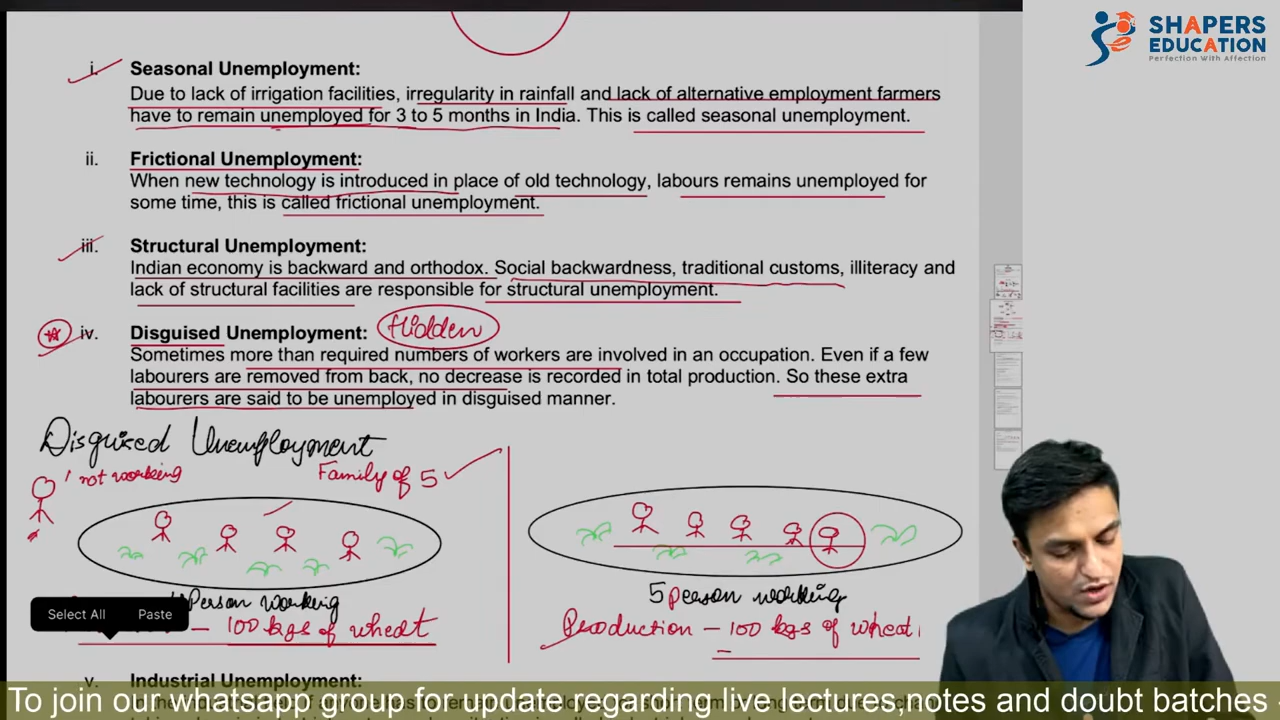 SHAPERS
EDUCATION
Perfection With Affection
i. Seasonal Unemployment:
Due to lack of irrigation facilities, irregularity in rainfall and lack of alternative employment farmers
have to remain unemployed for 3 to 5 months in India. This is called seasonal unemployment.
ii. Frictional Unemployment:
When new technology is introduced in place of old technology, labours remains unemployed for
some time, this is called frictional unemployment.
iii. Structural Unemployment:
Indian economy is backward and orthodox. Social backwardness, traditional customs, illiteracy and
lack of structural facilities are responsible for structural unemployment.
iv. Disguised Unemployment: Hidden
Sometimes more than required numbers of workers are involved in an occupation. Even if a few
labourers are removed from back, no decrease is recorded in total production. So these extra
labourers are said to be unemployed in disguised manner.
Disguised Unemployment
not working
Family of 5
Person working
Select All Paste
– 100 kgs of wheat
5 person working
Production – 100 kgs of wheat
v. Industrial Unemployment:
To join our whatsapp group for update regarding live lectures,notes and doubt batches